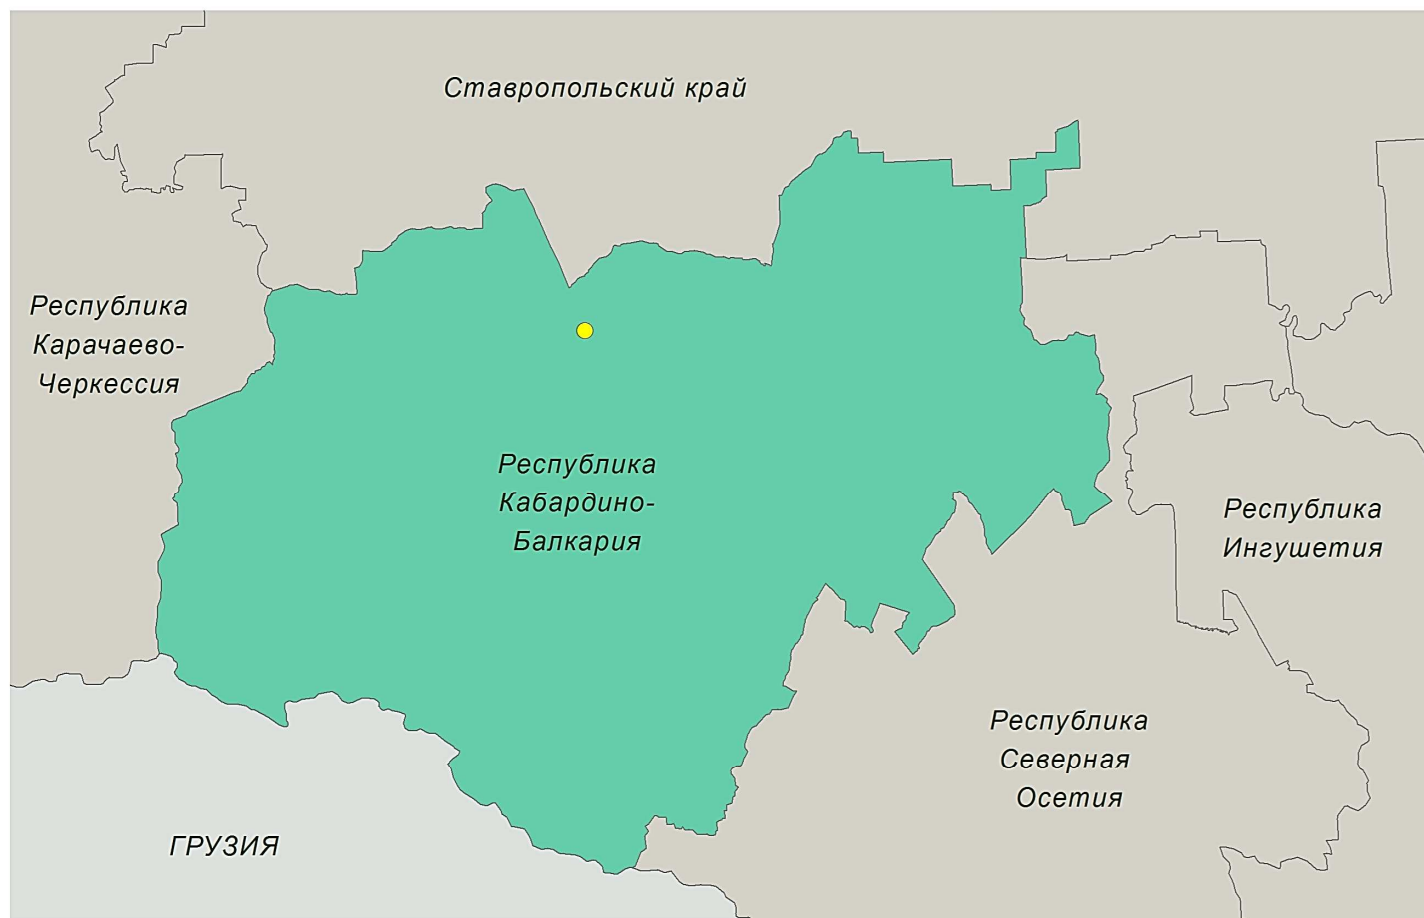 Ставропольский край
Республика
Карачаево-
Черкессия
Республика
Кабардино-
Балкария
Республика
Ингушетия
Республика
Северная
Осетия
ГРУЗИЯ